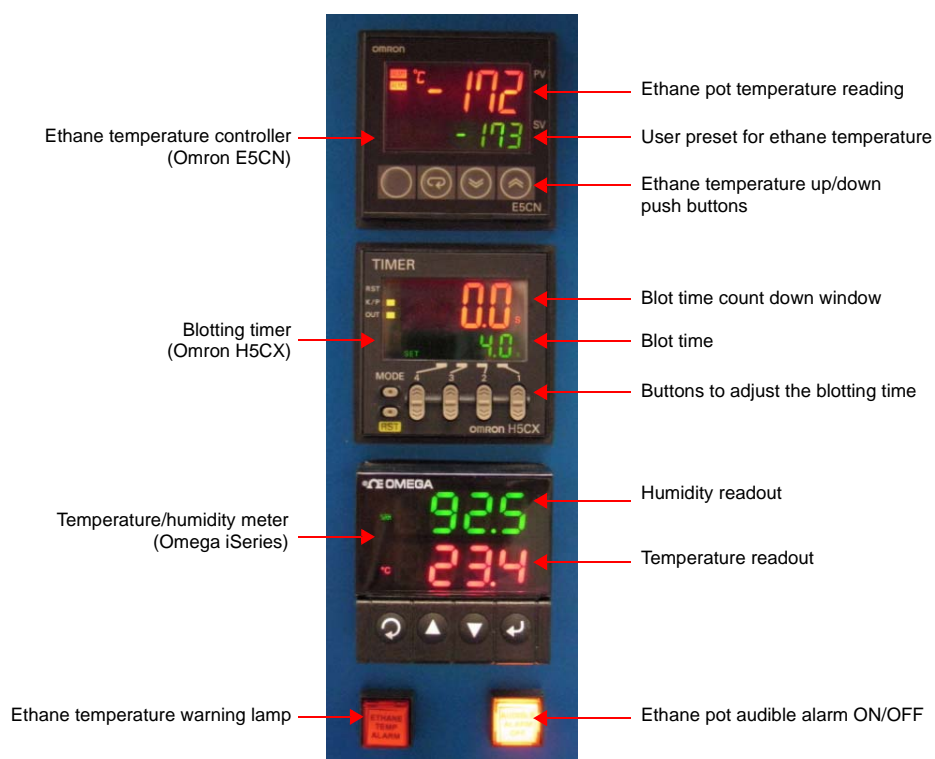 omron
°C -172 PV
Ethane pot temperature reading
-173 SV
User preset for ethane temperature
Ethane temperature controller
(Omron E5CN)
Ethane temperature up/down
push buttons
E5CN
TIMER
RST
K/P
OUT
0.0 s
Blot time count down window
Blotting timer
(Omron H5CX)
SET 4.0
Blot time
MODE 4 3 2 1
Buttons to adjust the blotting time
RST
omron H5CX
OMEGA
92.5
Humidity readout
Temperature/humidity meter
(Omega iSeries)
°C 23.4
Temperature readout
Ethane temperature warning lamp
ETHANE
TEMP
ALARM
Ethane pot audible alarm ON/OFF